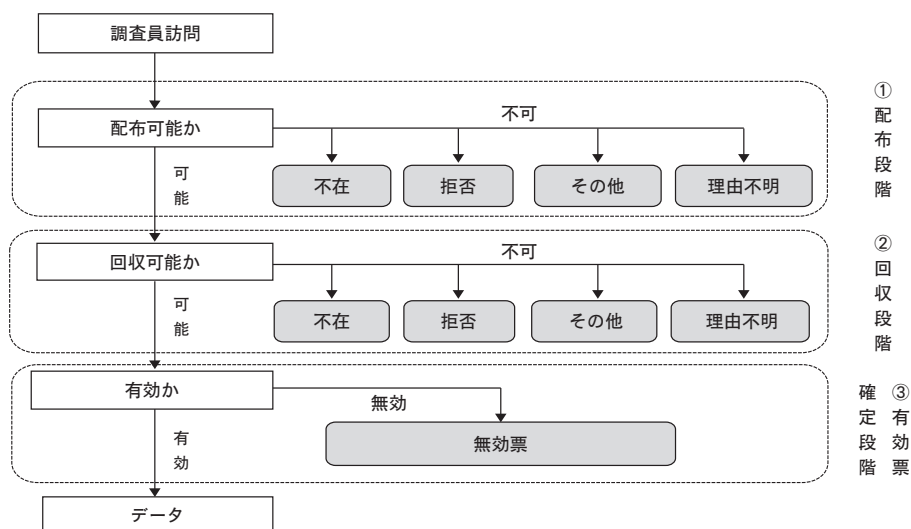 調査員訪問
①配布段階
配布可能か
不可
可能
不在
拒否
その他
理由不明
②回収段階
回収可能か
不可
可能
不在
拒否
その他
理由不明
③有効票
確定段階
有効か
無効
有効
無効票
データ